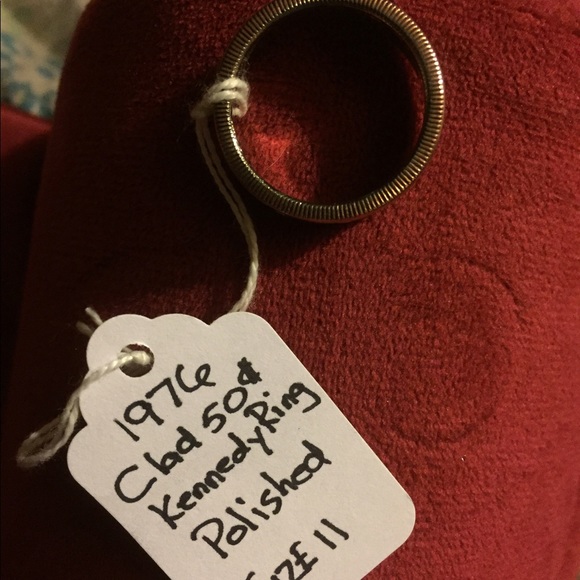 1976
Clad 50¢
Kennedy Ring
Polished
SIZE 11